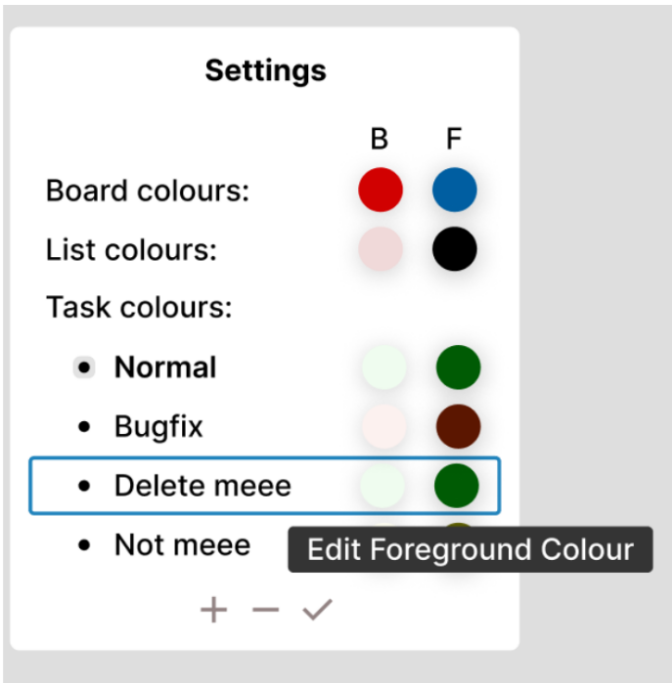 Settings
B F
Board colours:
List colours:
Task colours:
Normal
Bugfix
Delete meee
Not meee
Edit Foreground Colour